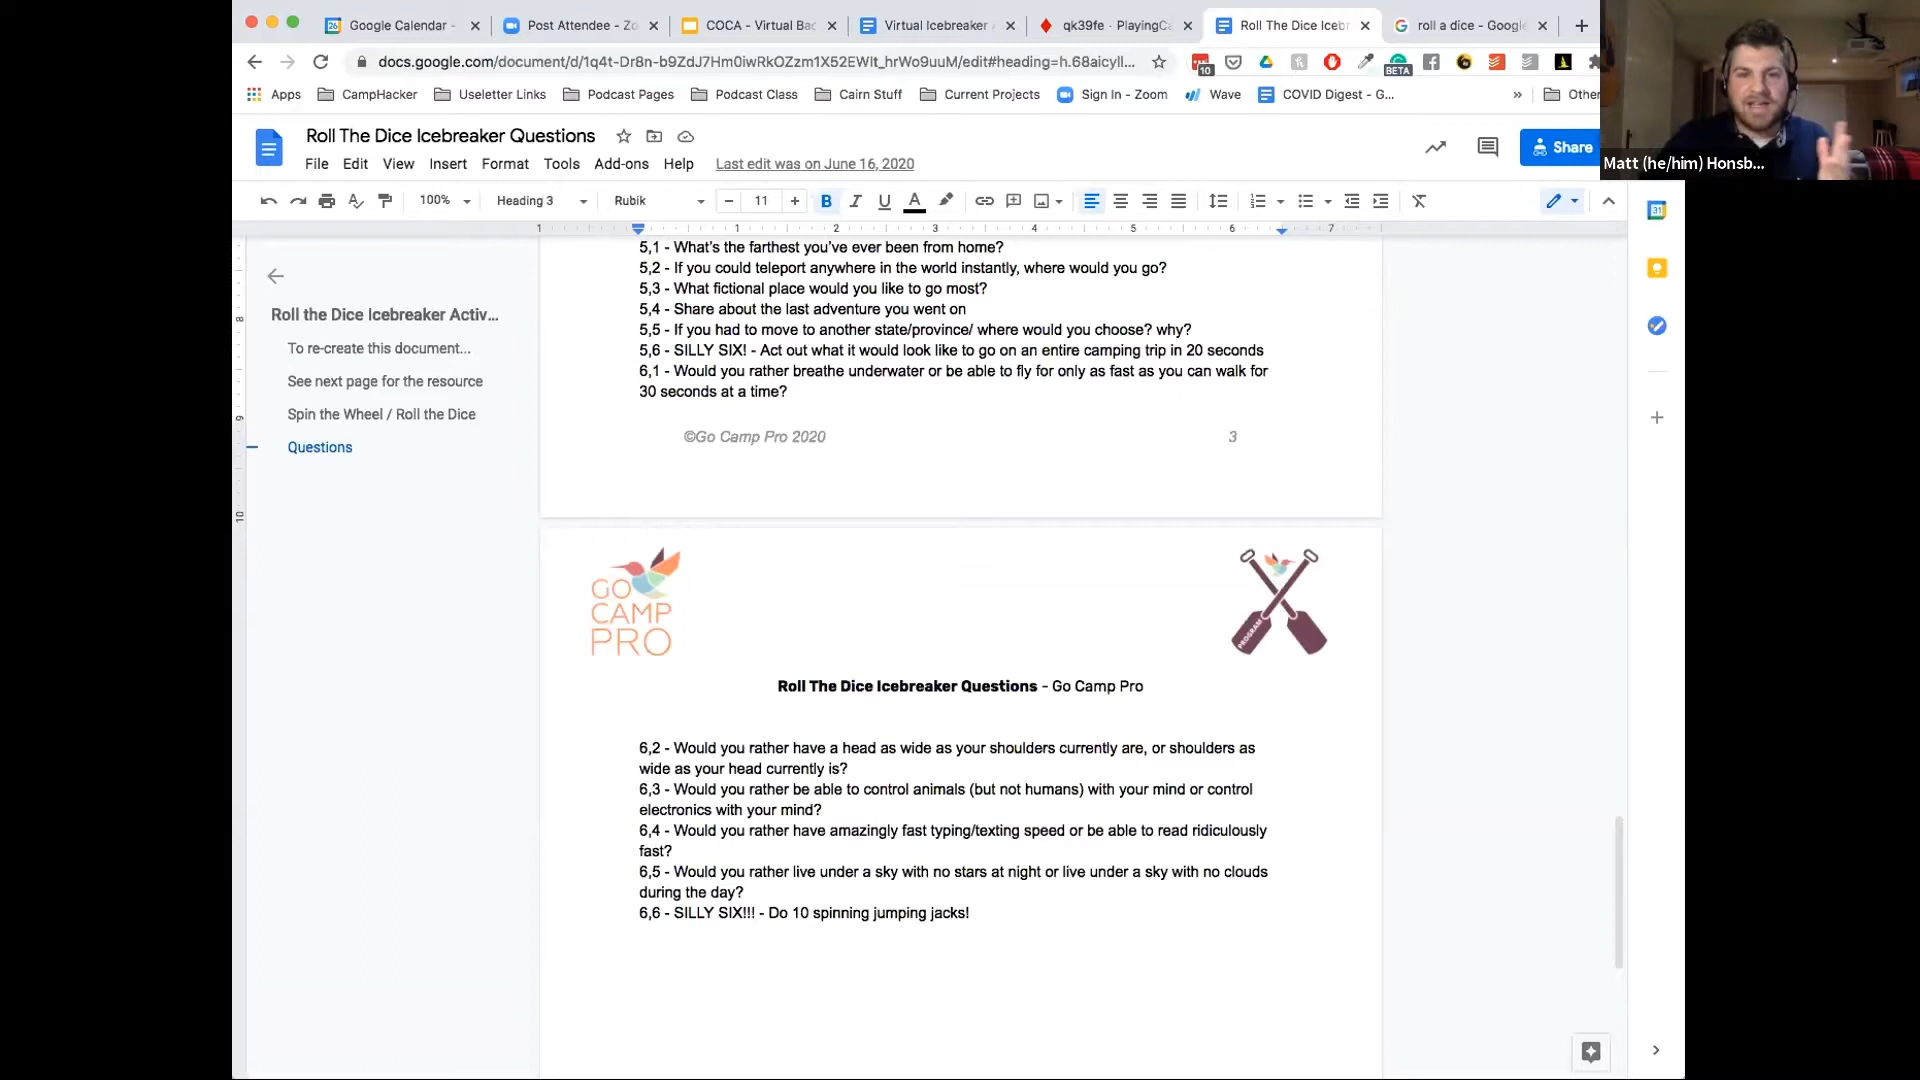 Google Calendar -
Post Attendee - Zo
COCA - Virtual Bac
Virtual Icebreaker A
qk39fe · PlayingCa
Roll The Dice Icebr
roll a dice - Google
docs.google.com/document/d/1q4t-Dr8n-b9ZdJ7Hm0iwRkOZzm1X52EWlt_hrWo9uuM/edit#heading=h.68aicyll...
10
BETA
Apps
CampHacker
Useletter Links
Podcast Pages
Podcast Class
Cairn Stuff
Current Projects
Sign In - Zoom
Wave
COVID Digest - G...
»
Other
Matt (he/him) Honsb...
Roll The Dice Icebreaker Questions
File Edit View Insert Format Tools Add-ons Help Last edit was on June 16, 2020
Share
100% Heading 3 Rubik 11 B I U A
31
1 1 2 3 4 5 6 7
8
9
10
Roll the Dice Icebreaker Activ...
To re-create this document...
See next page for the resource
Spin the Wheel / Roll the Dice
Questions
5,1 - What's the farthest you've ever been from home?
5,2 - If you could teleport anywhere in the world instantly, where would you go?
5,3 - What fictional place would you like to go most?
5,4 - Share about the last adventure you went on
5,5 - If you had to move to another state/province/ where would you choose? why?
5,6 - SILLY SIX! - Act out what it would look like to go on an entire camping trip in 20 seconds
6,1 - Would you rather breathe underwater or be able to fly for only as fast as you can walk for
30 seconds at a time?
©Go Camp Pro 2020 3
GO
CAMP
PRO
PROGRAM
Roll The Dice Icebreaker Questions - Go Camp Pro
6,2 - Would you rather have a head as wide as your shoulders currently are, or shoulders as
wide as your head currently is?
6,3 - Would you rather be able to control animals (but not humans) with your mind or control
electronics with your mind?
6,4 - Would you rather have amazingly fast typing/texting speed or be able to read ridiculously
fast?
6,5 - Would you rather live under a sky with no stars at night or live under a sky with no clouds
during the day?
6,6 - SILLY SIX!!! - Do 10 spinning jumping jacks!